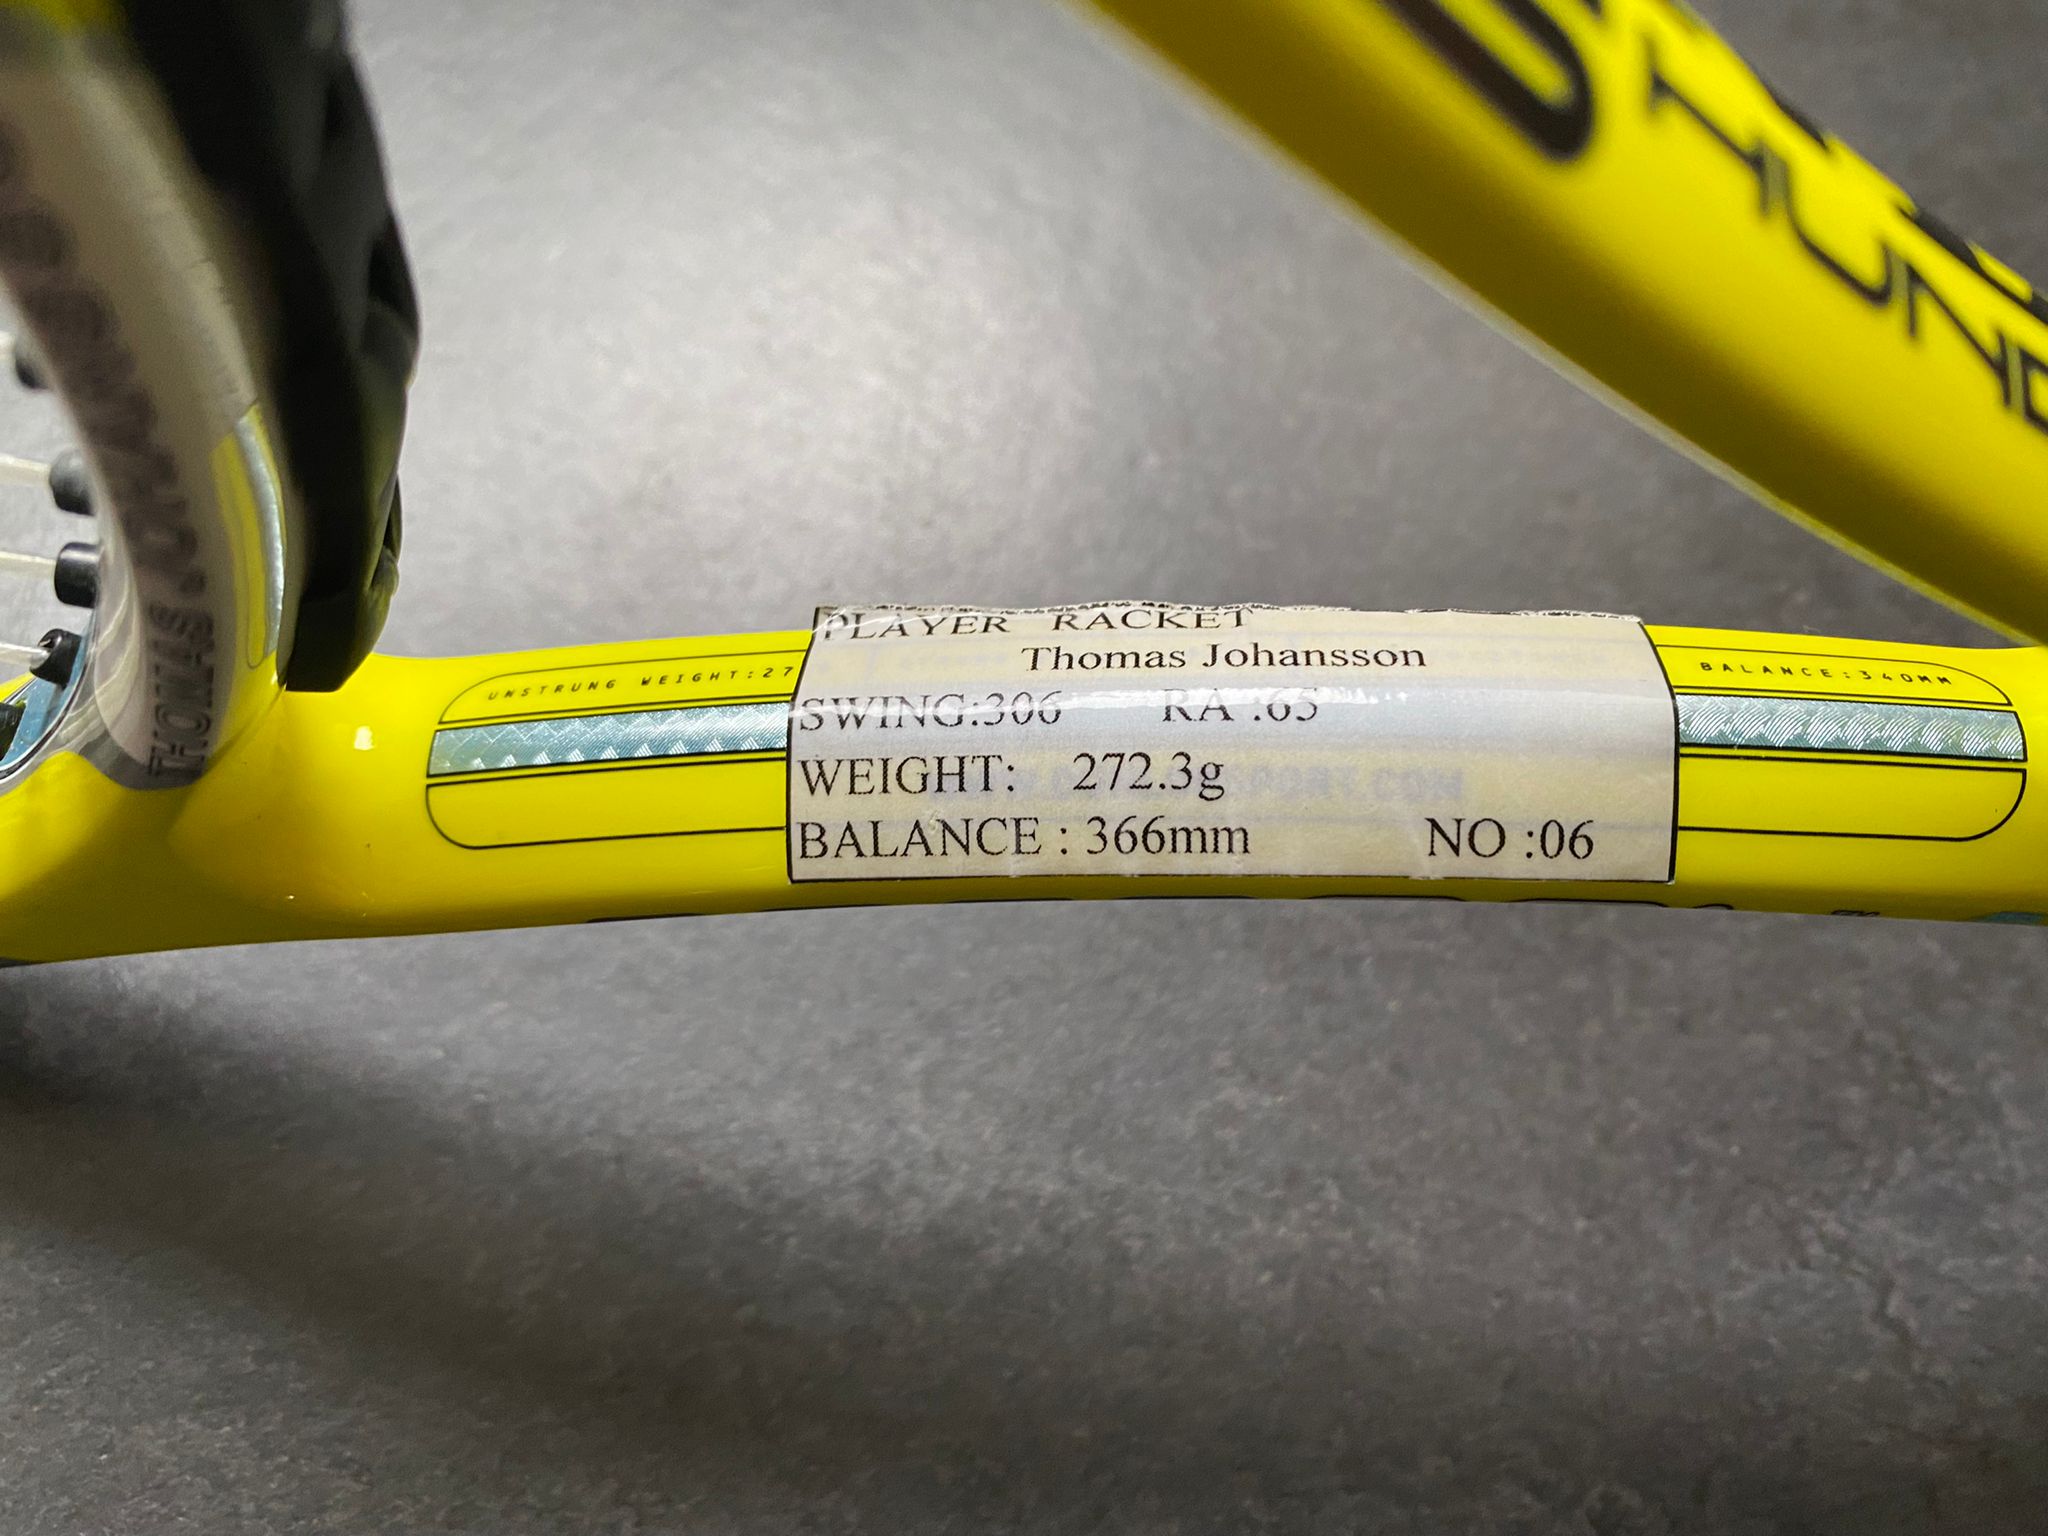 THOMAS
UNSTRUNG WEIGHT:27
PLAYER RACKET
Thomas Johansson
SWING:306 RA :65
WEIGHT: 272.3g
BALANCE : 366mm NO :06
BALANCE:340MM